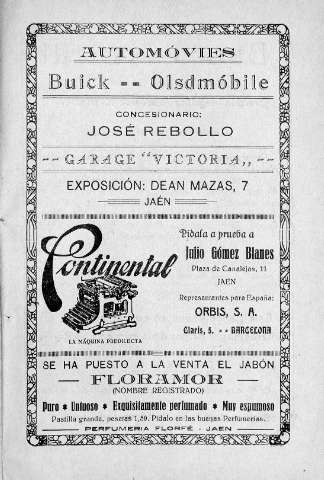 AUTOMÓVIES
Buick -- Olsdmóbile
CONCESIONARIO:
JOSÉ REBOLLO
-- GARAGE "VICTORIA,, --
EXPOSICIÓN: DEAN MAZAS, 7
JAÉN
Continental
LA MÁQUINA PREDILECTA
Pídala a prueba a
Julio Gómez Blanes
Plaza de Canalejas, 11
JAEN
Representantes para España:
ORBIS, S. A.
Claris, 5. -- BARCELONA
SE HA PUESTO A LA VENTA EL JABÓN
FLORAMOR
(NOMBRE REGISTRADO)
Puro * Untuoso * Exquisitamente perfumado * Muy espumoso
Pastilla grande, pesetas 1,50. Pídalo en las buenas Perfumerías.
PERFUMERIA FLORFÉ - JAEN